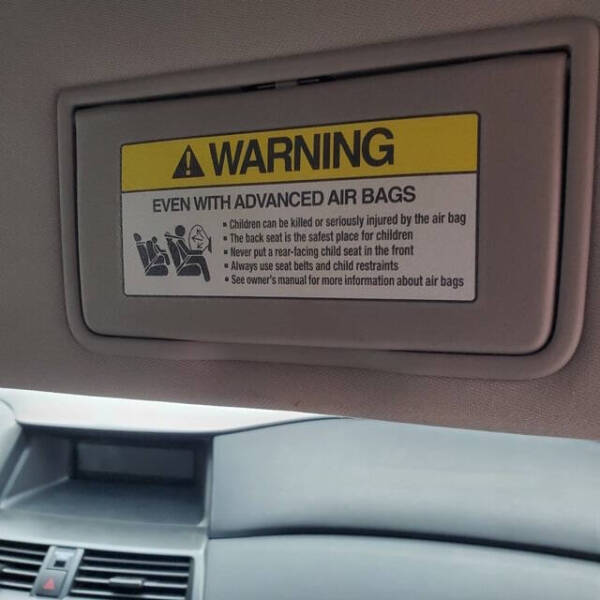 WARNING
EVEN WITH ADVANCED AIR BAGS
▪ Children can be killed or seriously injured by the air bag
▪ The back seat is the safest place for children
▪ Never put a rear-facing child seat in the front
▪ Always use seat belts and child restraints
▪ See owner's manual for more information about air bags